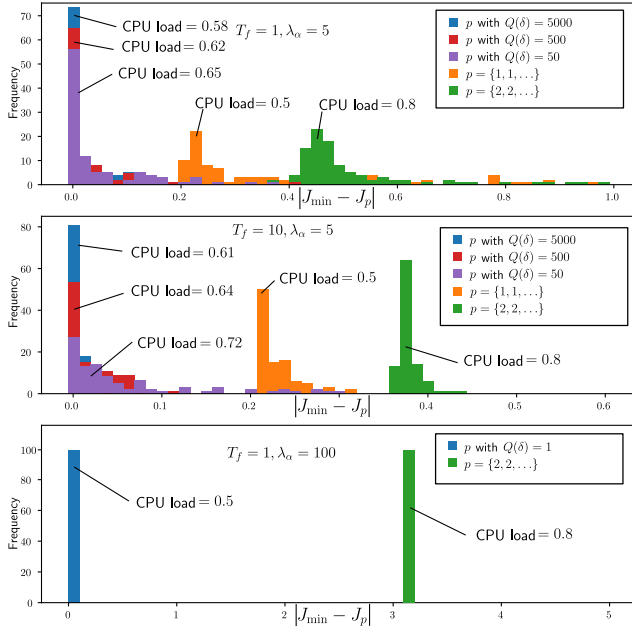 T_f = 1, λ_α = 5
CPU load = 0.58
CPU load = 0.62
CPU load = 0.65
CPU load = 0.5
CPU load = 0.8
p with Q(δ) = 5000
p with Q(δ) = 500
p with Q(δ) = 50
p = {1, 1, …}
p = {2, 2, …}
Frequency
70
60
50
40
30
20
10
0
0.0 0.2 0.4 0.6 0.8 1.0
|J_min − J_p|
T_f = 10, λ_α = 5
CPU load = 0.61
CPU load = 0.64
CPU load = 0.72
CPU load = 0.5
CPU load = 0.8
p with Q(δ) = 5000
p with Q(δ) = 500
p with Q(δ) = 50
p = {1, 1, …}
p = {2, 2, …}
Frequency
80
60
40
20
0
0.0 0.1 0.2 0.4 0.5 0.6
|J_min − J_p|
T_f = 1, λ_α = 100
CPU load = 0.5
CPU load = 0.8
p with Q(δ) = 1
p = {2, 2, …}
Frequency
100
80
60
40
20
0
0 1 2 3 4 5
|J_min − J_p|